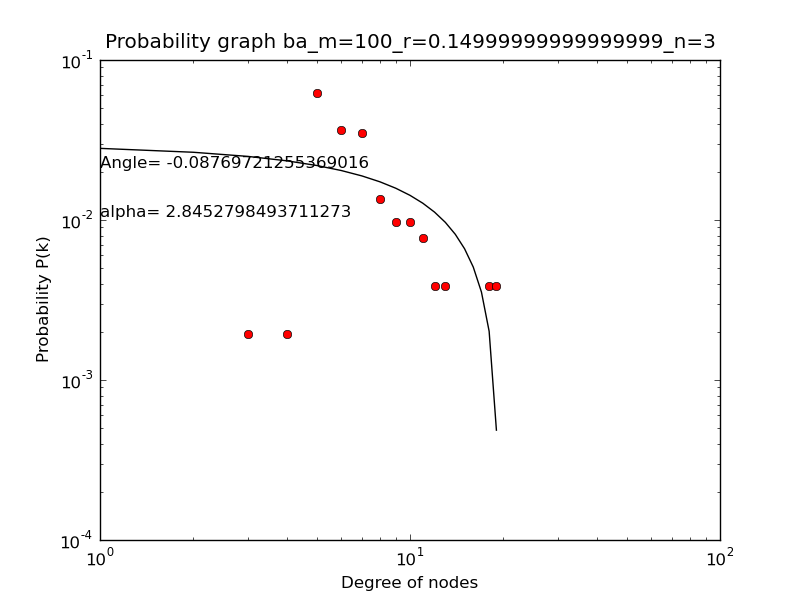 Probability graph ba_m=100_r=0.14999999999999999_n=3
10^-1
Angle= -0.08769721255369016
alpha= 2.8452798493711273
10^-2
Probability P(k)
10^-3
10^-4
10^0 10^1 10^2
Degree of nodes